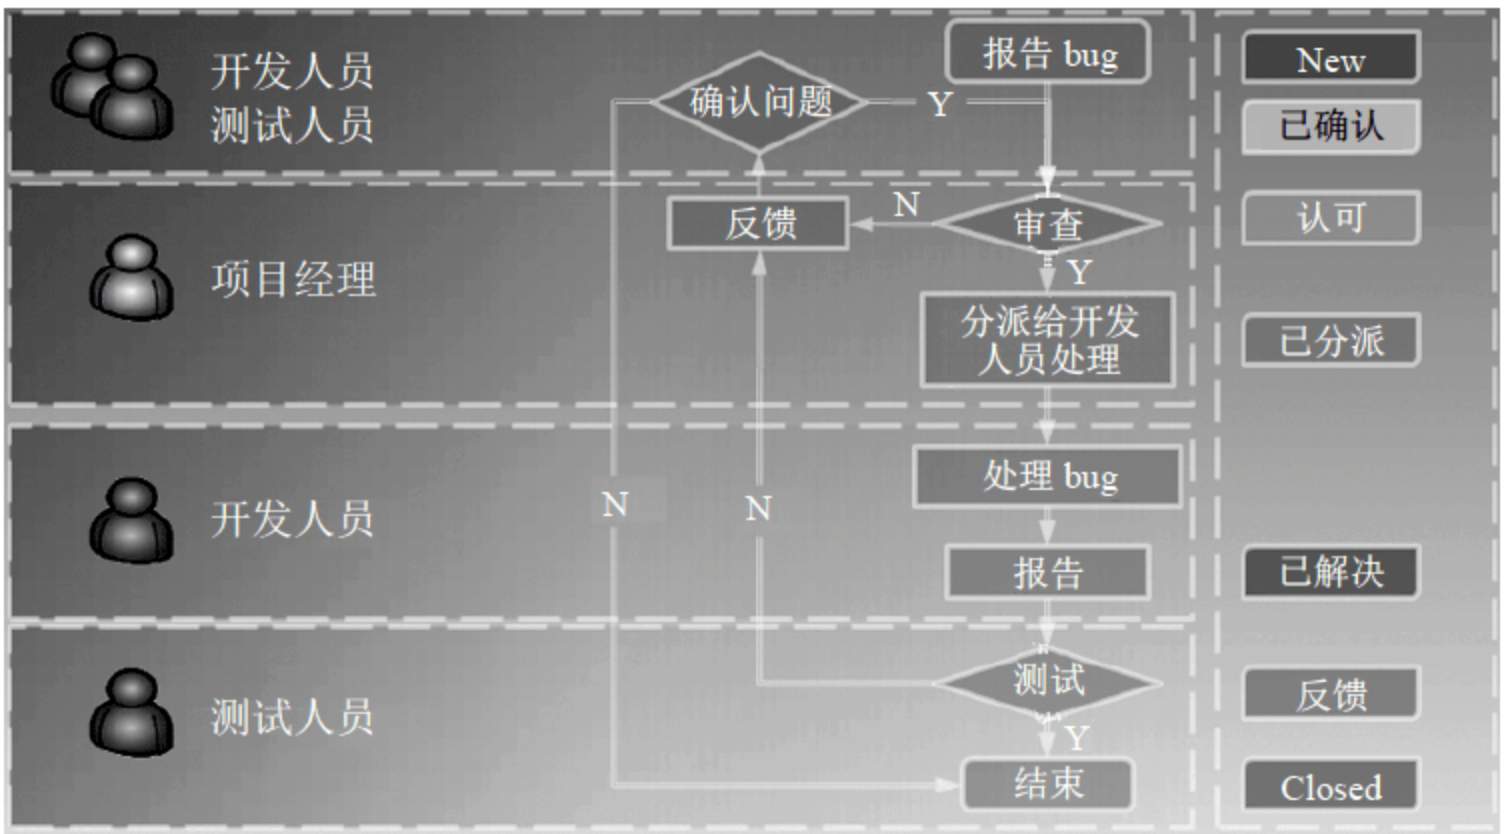 开发人员
测试人员
确认问题
Y
报告 bug
New
已确认
项目经理
反馈
N
审查
Y
分派给开发
人员处理
认可
已分派
开发人员
N
N
处理 bug
报告
已解决
测试人员
测试
Y
结束
反馈
Closed